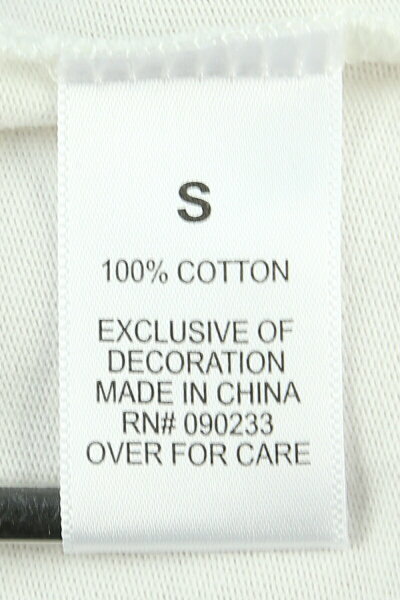 S
100% COTTON
EXCLUSIVE OF
DECORATION
MADE IN CHINA
RN# 090233
OVER FOR CARE